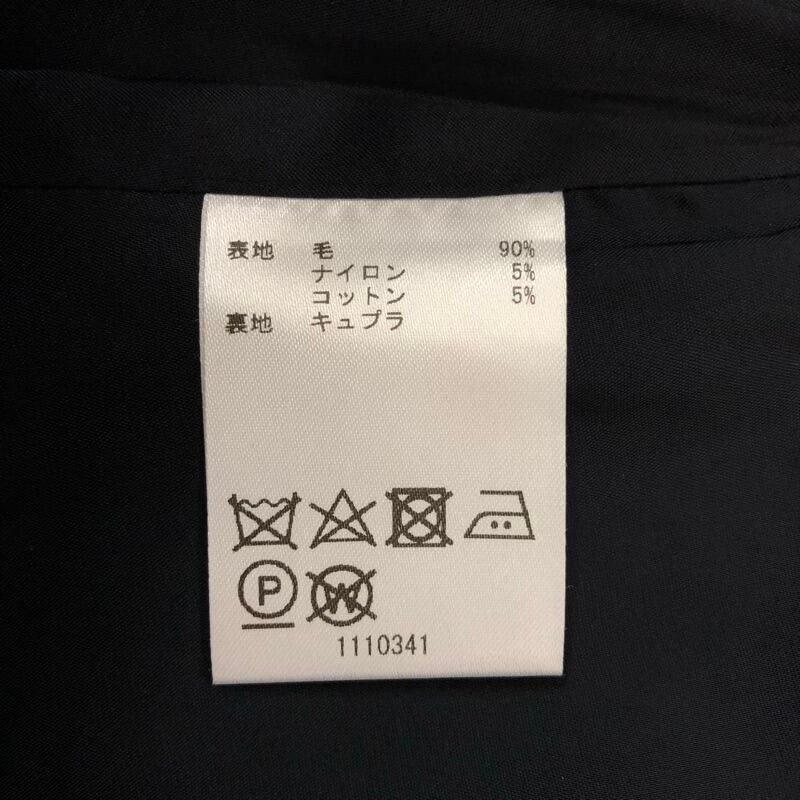 表地 毛 90%
ナイロン 5%
コットン 5%
裏地 キュプラ
P W
1110341